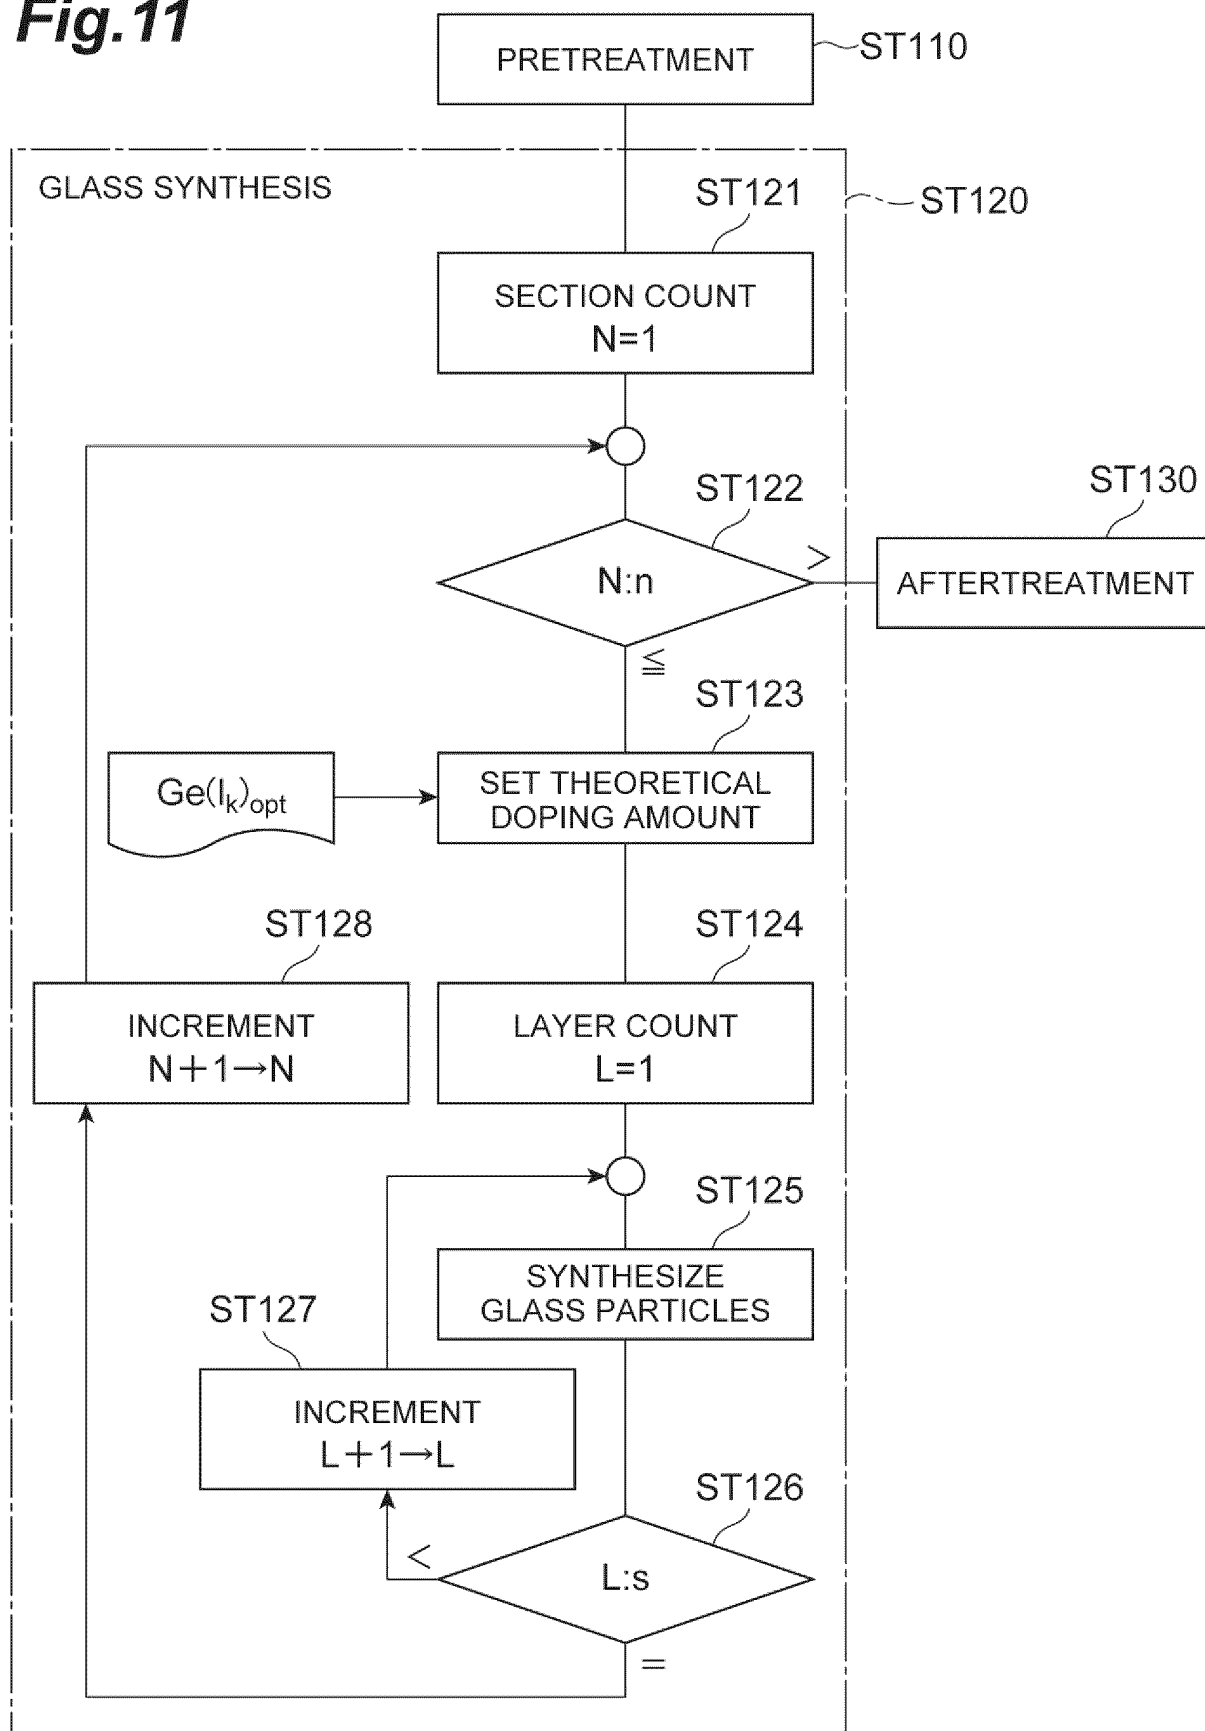 Fig.11
PRETREATMENT
ST110
GLASS SYNTHESIS
ST121
ST120
SECTION COUNT
N=1
ST122
ST130
N:n
>
AFTERTREATMENT
≦
ST123
Ge(lk)opt
SET THEORETICAL
DOPING AMOUNT
ST128
ST124
INCREMENT
N+1→N
LAYER COUNT
L=1
ST125
SYNTHESIZE
GLASS PARTICLES
ST127
INCREMENT
L+1→L
ST126
<
L:s
=